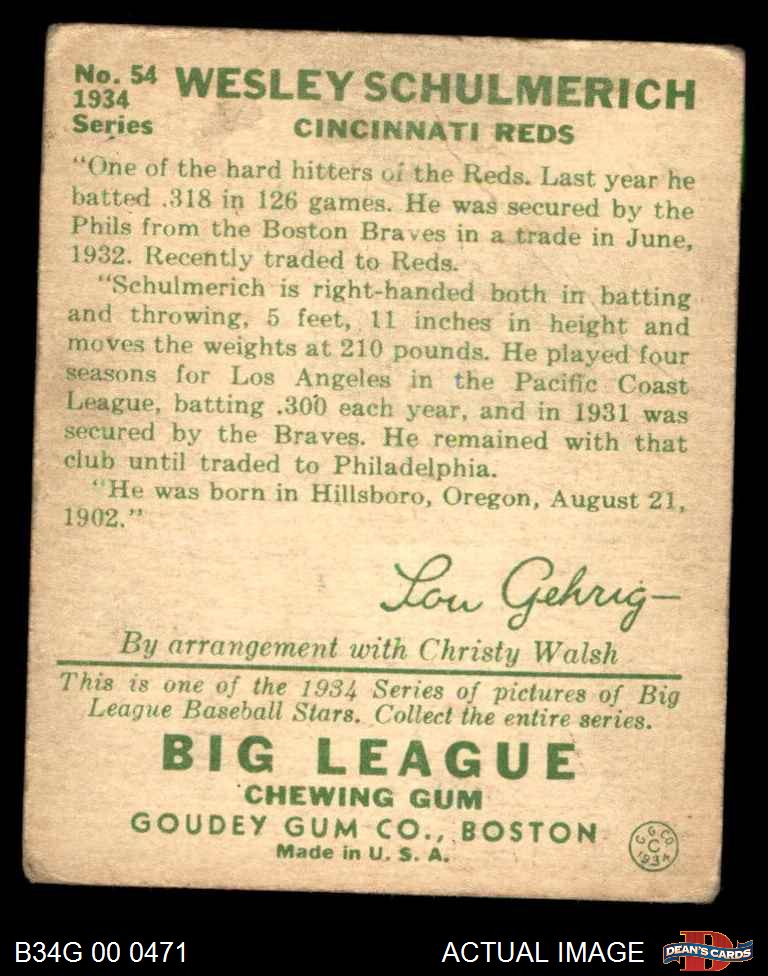 No. 54
1934
Series
WESLEY SCHULMERICH
CINCINNATI REDS
"One of the hard hitters of the Reds. Last year he
batted .318 in 126 games. He was secured by the
Phils from the Boston Braves in a trade in June,
1932. Recently traded to Reds.
"Schulmerich is right-handed both in batting
and throwing, 5 feet, 11 inches in height and
moves the weights at 210 pounds. He played four
seasons for Los Angeles in the Pacific Coast
League, batting .300 each year, and in 1931 was
secured by the Braves. He remained with that
club until traded to Philadelphia.
"He was born in Hillsboro, Oregon, August 21,
1902."
Lou Gehrig—
By arrangement with Christy Walsh
This is one of the 1934 Series of pictures of Big
League Baseball Stars. Collect the entire series.
BIG LEAGUE
CHEWING GUM
GOUDEY GUM CO., BOSTON
Made in U. S. A.
G. G. CO.
C
1934
B34G 00 0471
ACTUAL IMAGE
D
DEAN'S CARDS